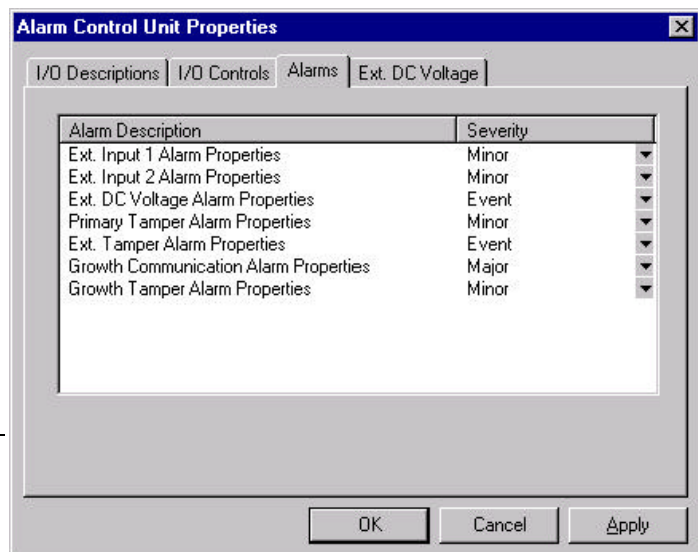 Alarm Control Unit Properties
I/O Descriptions I/O Controls Alarms Ext. DC Voltage
Alarm Description Severity
Ext. Input 1 Alarm Properties Minor
Ext. Input 2 Alarm Properties Minor
Ext. DC Voltage Alarm Properties Event
Primary Tamper Alarm Properties Minor
Ext. Tamper Alarm Properties Event
Growth Communication Alarm Properties Major
Growth Tamper Alarm Properties Minor
OK Cancel Apply